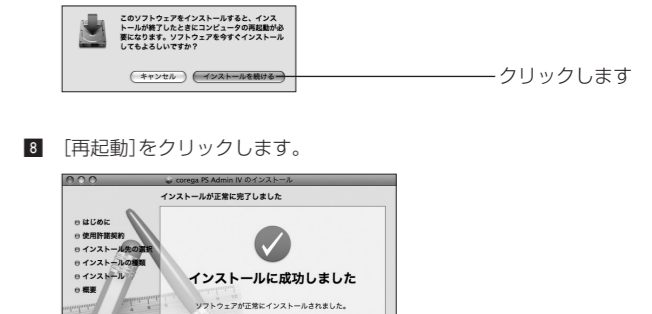 このソフトウェアをインストールすると、インス
トールが終了したときにコンピュータの再起動が必
要になります。ソフトウェアを今すぐインストール
してもよろしいですか？
キャンセル インストールを続ける
クリックします
8 [再起動]をクリックします。
corega PS Admin IV のインストール
インストールが正常に完了しました
はじめに
使用許諾契約
インストール先の選択
インストールの種類
インストール
概要
インストールに成功しました
ソフトウェアが正常にインストールされました。